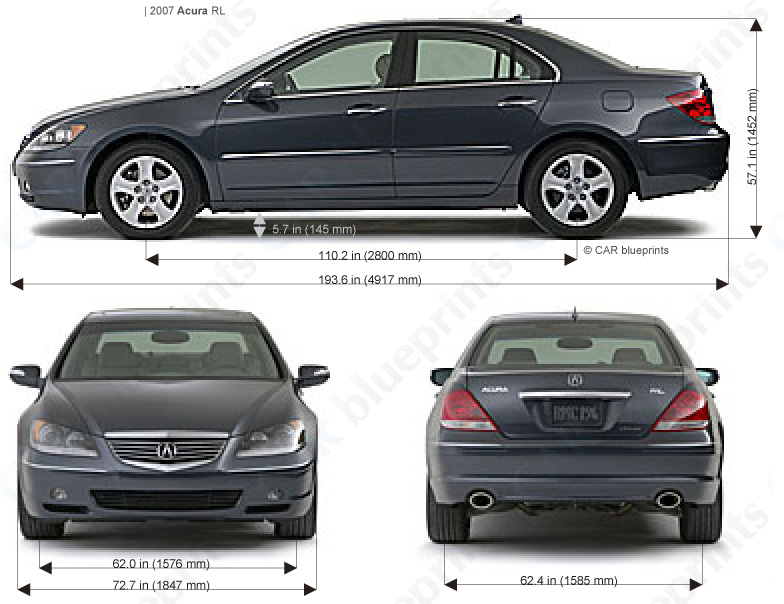 | 2007 Acura RL
57.1 in (1452 mm)
5.7 in (145 mm)
© CAR blueprints
110.2 in (2800 mm)
193.6 in (4917 mm)
ACURA RL
62.0 in (1576 mm)
72.7 in (1847 mm)
62.4 in (1585 mm)